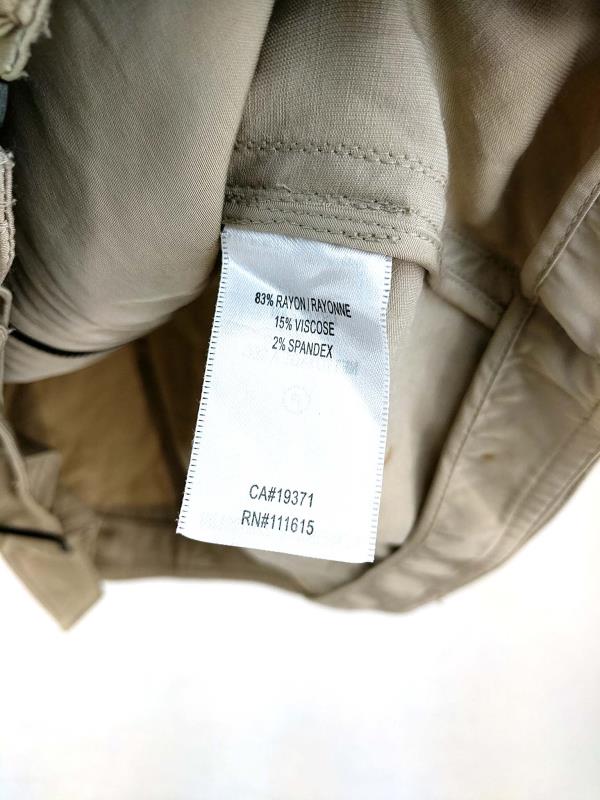 83% RAYON/RAYONNE
15% VISCOSE
2% SPANDEX
CA#19371
RN#111615